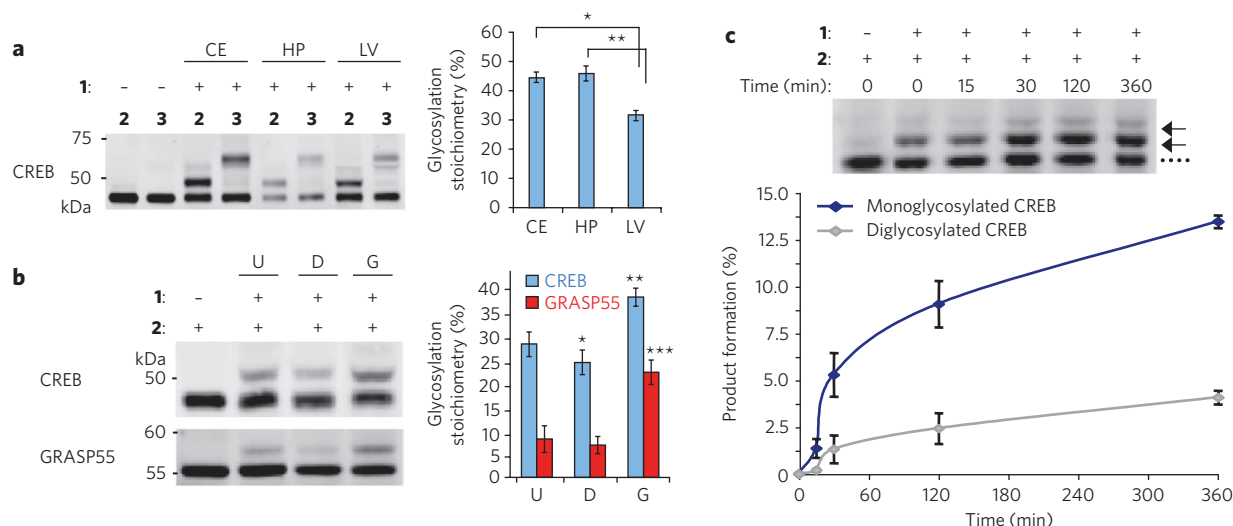 a
CE HP LV
1: – – + + + + + +
2 3 2 3 2 3 2 3
75
CREB
50
kDa
Glycosylation stoichiometry (%)
60
50
40
30
20
10
0
*
**
CE HP LV
b
U D G
1: – + + +
2: + + + +
kDa
CREB
50
60
GRASP55
55
Glycosylation stoichiometry (%)
40
35
30
25
20
10
5
0
CREB
GRASP55
*
**
***
U D G
c
1: – + + + + +
2: + + + + + +
Time (min): 0 0 15 30 120 360
Product formation (%)
15.0
12.5
10.0
7.5
5.0
2.5
0
Monoglycosylated CREB
Diglycosylated CREB
0 60 120 180 240 300 360
Time (min)